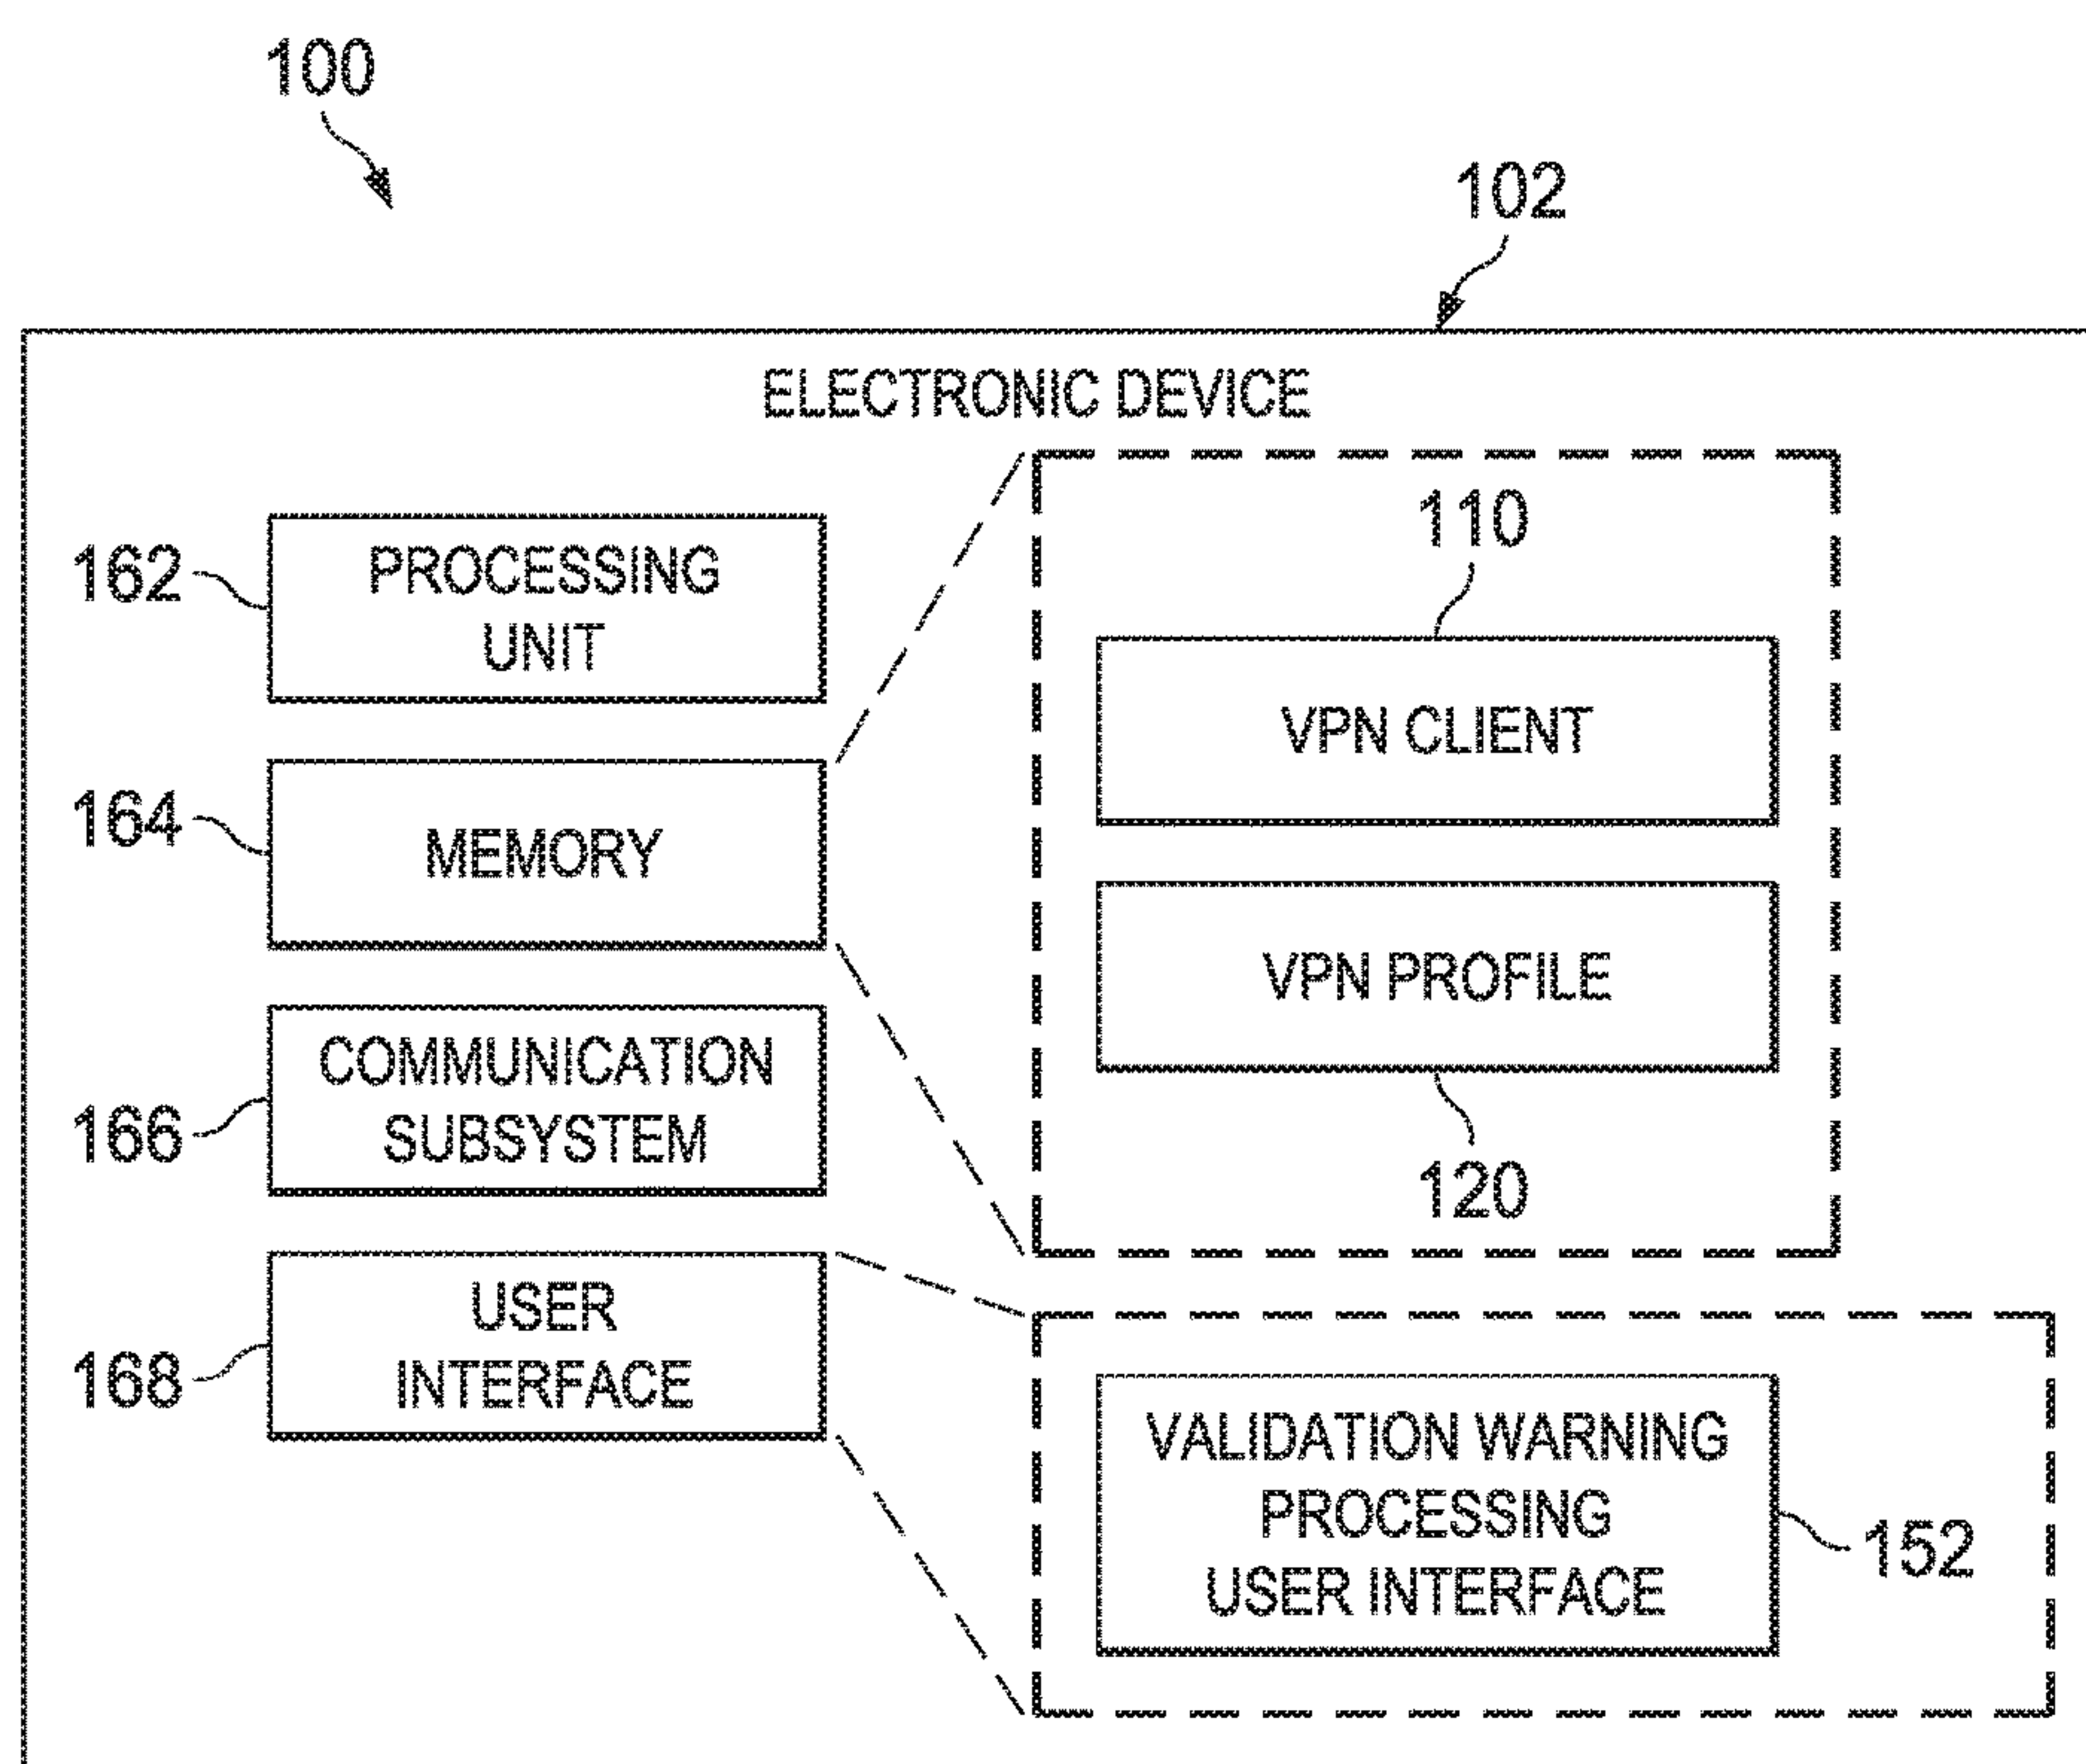 100
102
ELECTRONIC DEVICE
162
PROCESSING
UNIT
164
MEMORY
166
COMMUNICATION
SUBSYSTEM
168
USER
INTERFACE
110
VPN CLIENT
VPN PROFILE
120
VALIDATION WARNING
PROCESSING
USER INTERFACE
152